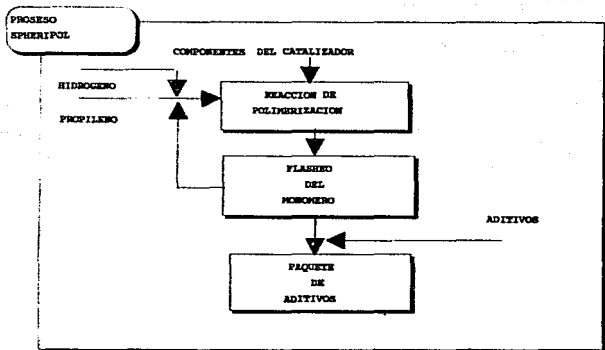 PROSESO
SPHERIPOL
COMPONENTES DEL CATALIZADOR
HIDROGENO
PROPILENO
REACCION DE
POLIMERIZACION
FLASHEO
DEL
MONOMERO
ADITIVOS
PAQUETE
DE
ADITIVOS